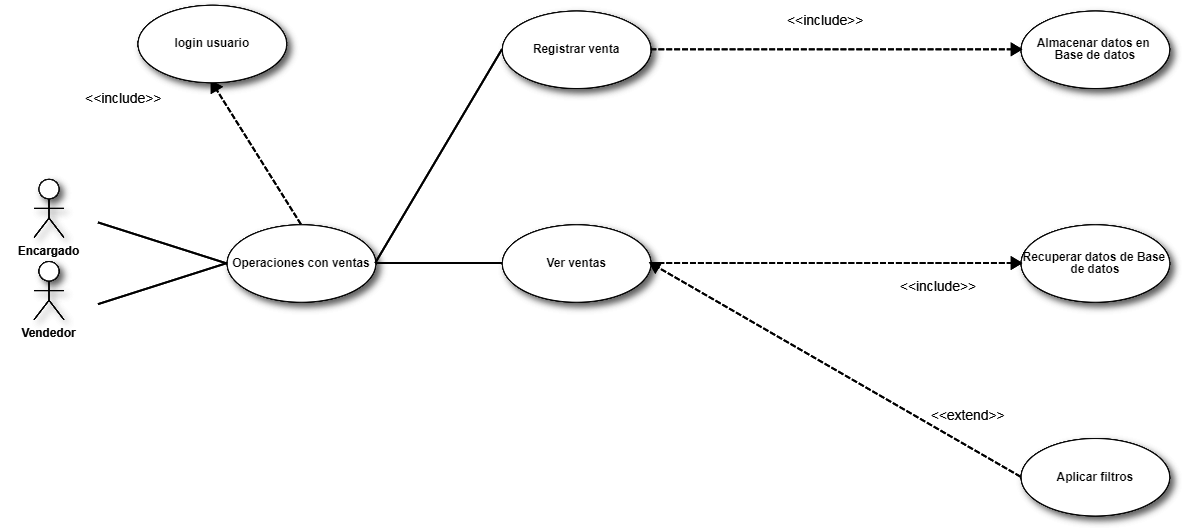 login usuario
Registrar venta
<<include>>
Almacenar datos en
Base de datos
<<include>>
Encargado
Vendedor
Operaciones con ventas
Ver ventas
<<include>>
Recuperar datos de Base
de datos
<<extend>>
Aplicar filtros